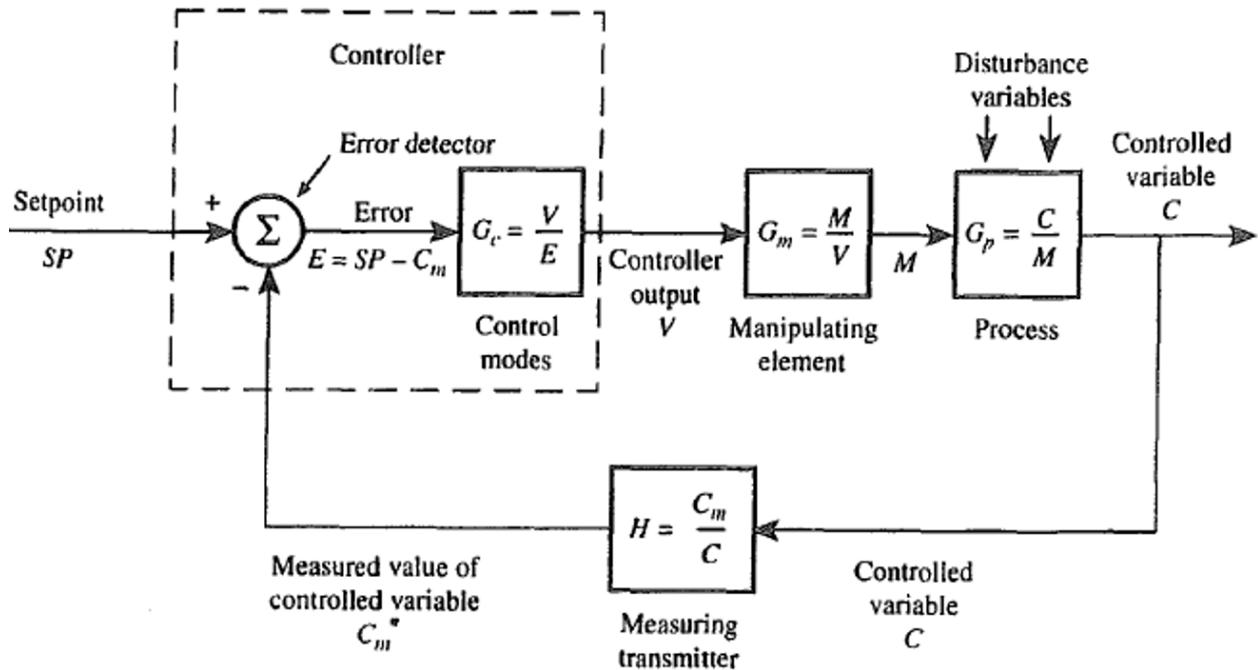 Controller
Disturbance
variables
Error detector
Controlled
variable
C
Setpoint
SP
+
Σ
−
Error
E = SP − C_m
G_c = V/E
Control
modes
Controller
output
V
G_m = M/V
Manipulating
element
M
G_p = C/M
Process
H = C_m/C
Measuring
transmitter
Measured value of
controlled variable
C_m*
Controlled
variable
C